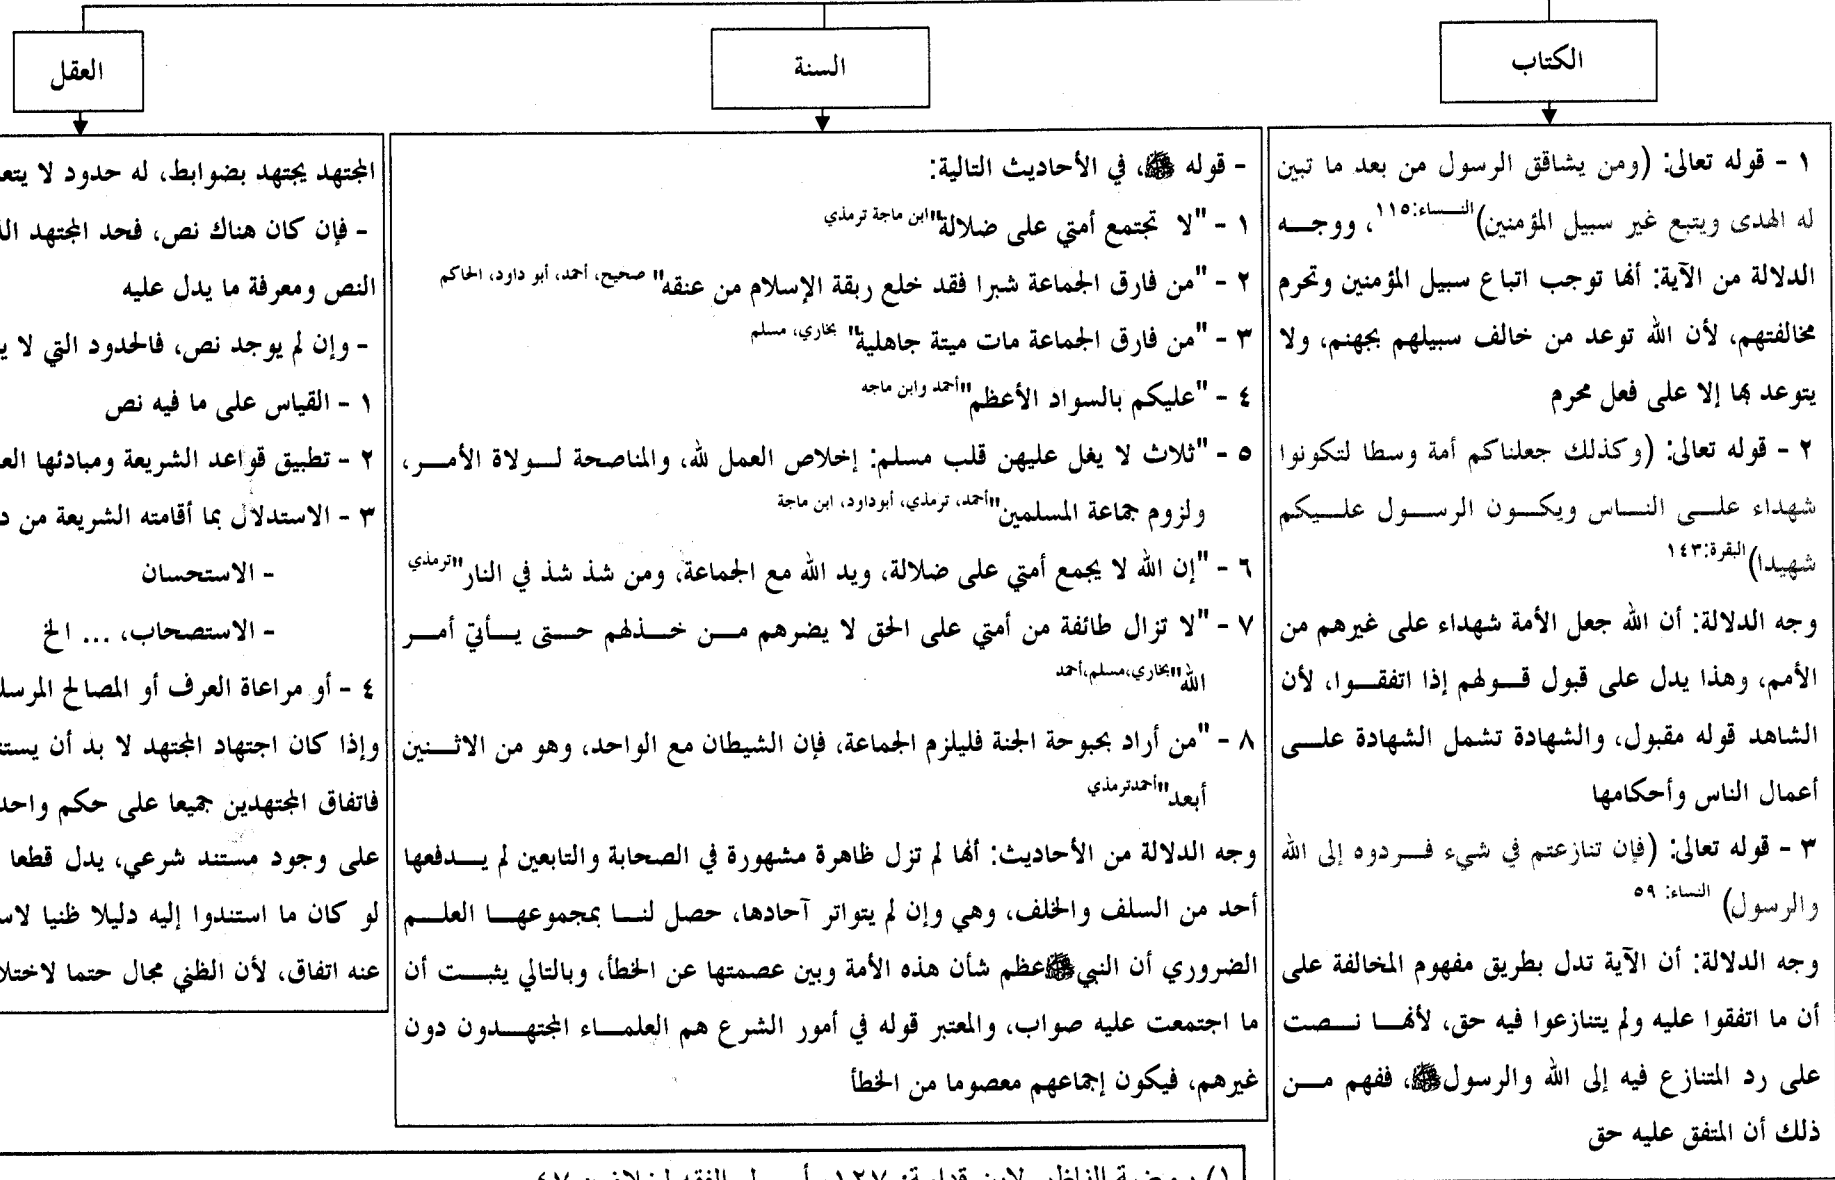 الكتاب
السنة
العقل
١ - قوله تعالى: (ومن يشاقق الرسول من بعد ما تبين
له الهدى ويتبع غير سبيل المؤمنين)النساء:١١٥، ووجه
الدلالة من الآية: أنها توجب اتباع سبيل المؤمنين وتحرم
مخالفتهم، لأن الله توعد من خالف سبيلهم بجهنم، ولا
يتوعد بها إلا على فعل محرم
٢ - قوله تعالى: (وكذلك جعلناكم أمة وسطا لتكونوا
شهداء على الناس ويكون الرسول عليكم
شهيدا)البقرة:١٤٣
وجه الدلالة: أن الله جعل الأمة شهداء على غيرهم من
الأمم، وهذا يدل على قبول قولهم إذا اتفقوا، لأن
الشاهد قوله مقبول، والشهادة تشمل الشهادة على
أعمال الناس وأحكامها
٣ - قوله تعالى: (فإن تنازعتم في شيء فردوه إلى الله
والرسول) النساء: ٥٩
وجه الدلالة: أن الآية تدل بطريق مفهوم المخالفة على
أن ما اتفقوا عليه ولم يتنازعوا فيه حق، لأنها نصت
على رد المتنازع فيه إلى الله والرسولﷺ، ففهم من
ذلك أن المتفق عليه حق
- قوله ﷺ، في الأحاديث التالية:
١ - "لا تجتمع أمتي على ضلالة"ابن ماجة ترمذي
٢ - "من فارق الجماعة شبرا فقد خلع ربقة الإسلام من عنقه" صحيح، أحمد، أبو داود، الحاكم
٣ - "من فارق الجماعة مات ميتة جاهلية" بخاري، مسلم
٤ - "عليكم بالسواد الأعظم"أحمد وابن ماجه
٥ - "ثلاث لا يغل عليهن قلب مسلم: إخلاص العمل لله، والمناصحة لولاة الأمر،
ولزوم جماعة المسلمين"أحمد، ترمذي، أبوداود، ابن ماجة
٦ - "إن الله لا يجمع أمتي على ضلالة، ويد الله مع الجماعة، ومن شذ شذ في النار"ترمذي
٧ - "لا تزال طائفة من أمتي على الحق لا يضرهم من خذلهم حتى يأتي أمر
الله"بخاري،مسلم،أحمد
٨ - "من أراد بحبوحة الجنة فليلزم الجماعة، فإن الشيطان مع الواحد، وهو من الاثنين
أبعد"أحمدترمذي
وجه الدلالة من الأحاديث: أنها لم تزل ظاهرة مشهورة في الصحابة والتابعين لم يدفعها
أحد من السلف والخلف، وهي وإن لم يتواتر آحادها، حصل لنا بمجموعها العلم
الضروري أن النبيﷺعظم شأن هذه الأمة وبين عصمتها عن الخطأ، وبالتالي يثبت أن
ما اجتمعت عليه صواب، والمعتبر قوله في أمور الشرع هم العلماء المجتهدون دون
غيرهم، فيكون إجماعهم معصوما من الخطأ
المجتهد يجتهد بضوابط، له حدود لا
- فإن كان هناك نص، فحد المجتهد
النص ومعرفة ما يدل عليه
- وإن لم يوجد نص، فالحدود التي لا
١ - القياس على ما فيه نص
٢ - تطبيق قواعد الشريعة ومبادئها
٣ - الاستدلال بما أقامته الشريعة من
- الاستحسان
- الاستصحاب، ... الخ
٤ - أو مراعاة العرف أو المصالح
وإذا كان اجتهاد المجتهد لا بد أن
فاتفاق المجتهدين جميعا على حكم واحد
على وجود مستند شرعي، يدل قطعا
لو كان ما استندوا إليه دليلا ظنيا
عنه اتفاق، لأن الظني مجال حتما